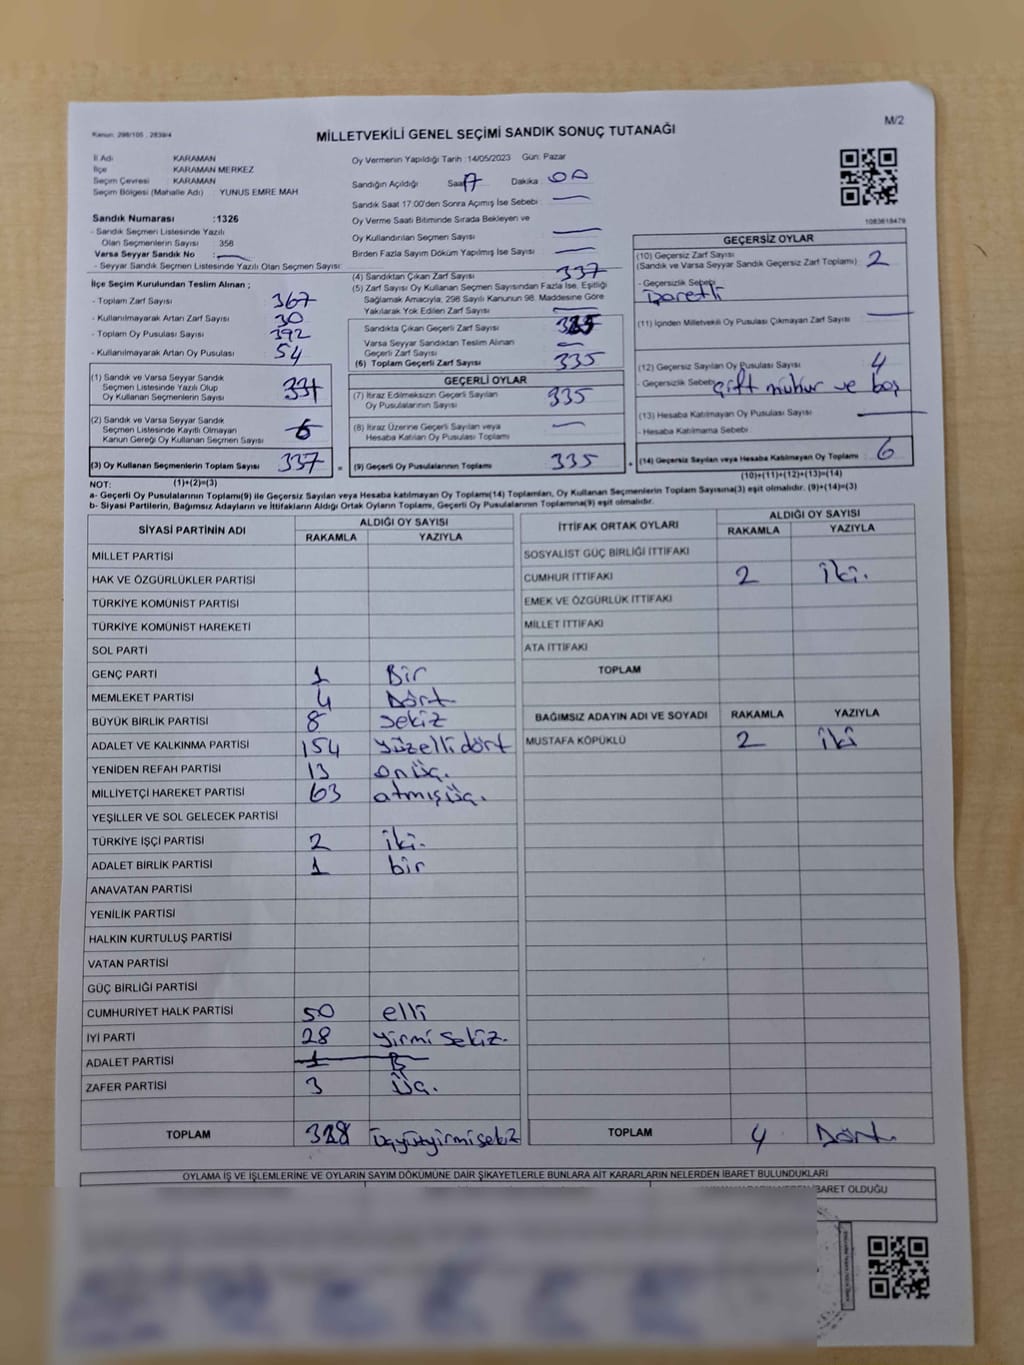 Kanun: 298/105 , 2839/4
M/2
MİLLETVEKİLİ GENEL SEÇİMİ SANDIK SONUÇ TUTANAĞI
İl Adı KARAMAN
İlçe KARAMAN MERKEZ
Seçim Çevresi KARAMAN
Seçim Bölgesi (Mahalle Adı) : YUNUS EMRE MAH
Sandık Numarası :1326
- Sandık Seçmen Listesinde Yazılı
Olan Seçmenlerin Sayısı : 358
Varsa Seyyar Sandık No
- Seyyar Sandık Seçmen Listesinde Yazılı Olan Seçmen Sayısı:
İlçe Seçim Kurulundan Teslim Alınan ;
- Toplam Zarf Sayısı 367
- Kullanılmayarak Artan Zarf Sayısı 30
- Toplam Oy Pusulası Sayısı 392
- Kullanılmayarak Artan Oy Pusulası 54
(1) Sandık ve Varsa Seyyar Sandık
Seçmen Listesinde Yazılı Olup
Oy Kullanan Seçmenlerin Sayısı
(2) Sandık ve Varsa Seyyar Sandık
Seçmen Listesinde Kayıtlı Olmayan
Kanun Gereği Oy Kullanan Seçmen Sayısı
(3) Oy Kullanan Seçmenlerin Toplam Sayısı 337
(1)+(2)=(3)
Oy Vermenin Yapıldığı Tarih :14/05/2023 Gün: Pazar
Sandığın Açıldığı Saat 17 Dakika 00
Sandık Saat 17:00'den Sonra Açımış İse Sebebi :
Oy Verme Saati Bitiminde Sırada Bekleyen ve
Oy Kullandırılan Seçmen Sayısı
Birden Fazla Sayım Döküm Yapılmış İse Sayısı :
(4) Sandıktan Çıkan Zarf Sayısı 337
(5) Zarf Sayısı Oy Kullanan Seçmen Sayısından Fazla İse, Eşitliği
Sağlamak Amacıyla, 298 Sayılı Kanunun 98. Maddesine Göre
Yakılarak Yok Edilen Zarf Sayısı
Sandıkta Çıkan Geçerli Zarf Sayısı
Varsa Seyyar Sandıktan Teslim Alınan
Geçerli Zarf Sayısı
(6) Toplam Geçerli Zarf Sayısı 335
GEÇERLİ OYLAR
(7) İtiraz Edilmeksizin Geçerli Sayılan
Oy Pusulalarının Sayısı 335
(8) İtiraz Üzerine Geçerli Sayılan veya
Hesaba Katılan Oy Pusulası Toplamı
= (9) Geçerli Oy Pusulalarının Toplamı 335
1083618479
GEÇERSİZ OYLAR
(10) Geçersiz Zarf Sayısı
(Sandık ve Varsa Seyyar Sandık Geçersiz Zarf Toplamı) 2
- Geçersizlik Sebebi
işaretli
(11) İçinden Milletvekili Oy Pusulası Çıkmayan Zarf Sayısı
(12) Geçersiz Sayılan Oy Pusulası Sayısı 4
- Geçersizlik Sebebi çift mühür ve boş
(13) Hesaba Katılmayan Oy Pusulası Sayısı
- Hesaba Katılmama Sebebi
+ (14) Geçersiz Sayılan veya Hesaba Katılmayan Oy Toplamı 6
(10)+(11)+(12)+(13)=(14)
NOT:
a- Geçerli Oy Pusulalarının Toplamı(9) ile Geçersiz Sayılan veya Hesaba katılmayan Oy Toplamı(14) Toplamları, Oy Kullanan Seçmenlerin Toplam Sayısına(3) eşit olmalıdır. (9)+(14)=(3)
b- Siyasi Partilerin, Bağımsız Adayların ve İttifakların Aldığı Ortak Oyların Toplamı, Geçerli Oy Pusulalarının Toplamına(9) eşit olmalıdır.
SİYASİ PARTİNİN ADI ALDIĞI OY SAYISI
RAKAMLA YAZIYLA
MİLLET PARTİSİ
HAK VE ÖZGÜRLÜKLER PARTİSİ
TÜRKİYE KOMÜNİST PARTİSİ
TÜRKİYE KOMÜNİST HAREKETİ
SOL PARTİ
GENÇ PARTİ 1 Bir
MEMLEKET PARTİSİ 4 Dört
BÜYÜK BİRLİK PARTİSİ 8 Sekiz
ADALET VE KALKINMA PARTİSİ 154 yüzellidört
YENİDEN REFAH PARTİSİ 13 onüç.
MİLLİYETÇİ HAREKET PARTİSİ 63 atmışüç.
YEŞİLLER VE SOL GELECEK PARTİSİ
TÜRKİYE İŞÇİ PARTİSİ 2 iki.
ADALET BİRLİK PARTİSİ 1 bir
ANAVATAN PARTİSİ
YENİLİK PARTİSİ
HALKIN KURTULUŞ PARTİSİ
VATAN PARTİSİ
GÜÇ BİRLİĞİ PARTİSİ
CUMHURİYET HALK PARTİSİ 50 elli
İYİ PARTİ 28 yirmi sekiz.
ADALET PARTİSİ 1 B
ZAFER PARTİSİ 3 Üç.
TOPLAM 328 üçyüzyirmisekiz
İTTİFAK ORTAK OYLARI ALDIĞI OY SAYISI
RAKAMLA YAZIYLA
SOSYALİST GÜÇ BİRLİĞİ İTTİFAKI
CUMHUR İTTİFAKI 2 iki.
EMEK VE ÖZGÜRLÜK İTTİFAKI
MİLLET İTTİFAKI
ATA İTTİFAKI
TOPLAM
BAĞIMSIZ ADAYIN ADI VE SOYADI RAKAMLA YAZIYLA
MUSTAFA KÖPÜKLÜ 2 iki
TOPLAM 4 Dört.
OYLAMA İŞ VE İŞLEMLERİNE VE OYLARIN SAYIM DÖKÜMÜNE DAİR ŞİKAYETLERLE BUNLARA AİT KARARLARIN NELERDEN İBARET BULUNDUKLARI
İBARET OLDUĞU